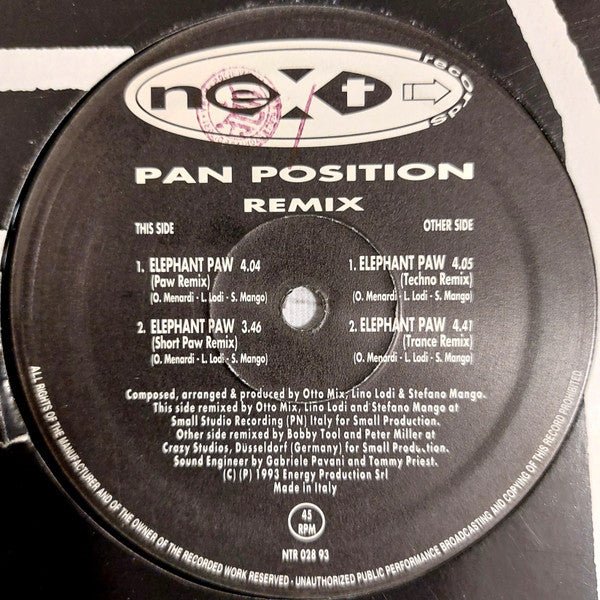 next
records
PAN POSITION
REMIX
THIS SIDE
1. ELEPHANT PAW 4.04
(Paw Remix)
(O. Menardi - L. Lodi - S. Mango)
2. ELEPHANT PAW 3.46
(Short Paw Remix)
(O. Menardi - L. Lodi - S. Mango)
OTHER SIDE
1. ELEPHANT PAW 4.05
(Techno Remix)
(O. Menardi - L. Lodi - S. Mango)
2. ELEPHANT PAW 4.41
(Trance Remix)
(O. Menardi - L. Lodi - S. Mango)
Composed, arranged & produced by Otto Mix, Lino Lodi & Stefano Mango.
This side remixed by Otto Mix, Lino Lodi and Stefano Mango at
Small Studio Recording (PN) Italy for Small Production.
Other side remixed by Bobby Tool and Peter Miller at
Crazy Studios, Düsseldorf (Germany) for Small Production.
Sound Engineer by Gabriele Pavani and Tommy Priest.
(C) (P) 1993 Energy Production Srl
Made in Italy
45
RPM
NTR 028 93
ALL RIGHTS OF THE MANUFACTURER AND OF THE OWNER OF THE RECORDED WORK RESERVED - UNAUTHORIZED PUBLIC PERFORMANCE BROADCASTING AND COPYING OF THIS RECORD PROHIBITED